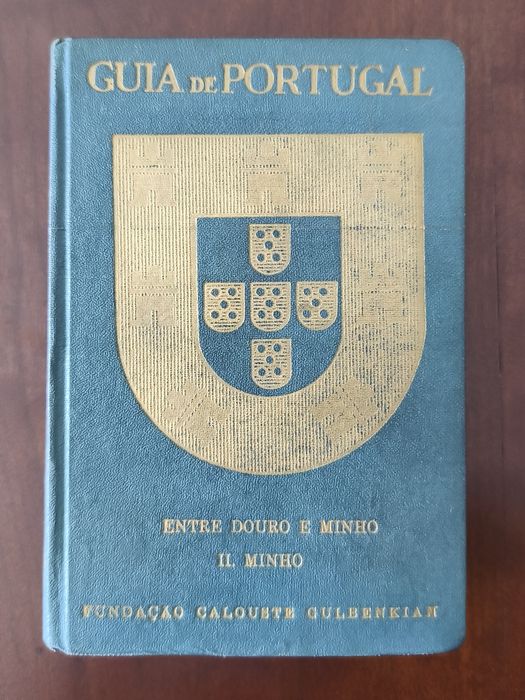 GUIA DE PORTUGAL
ENTRE DOURO E MINHO
II. MINHO
FUNDAÇÃO CALOUSTE GULBENKIAN